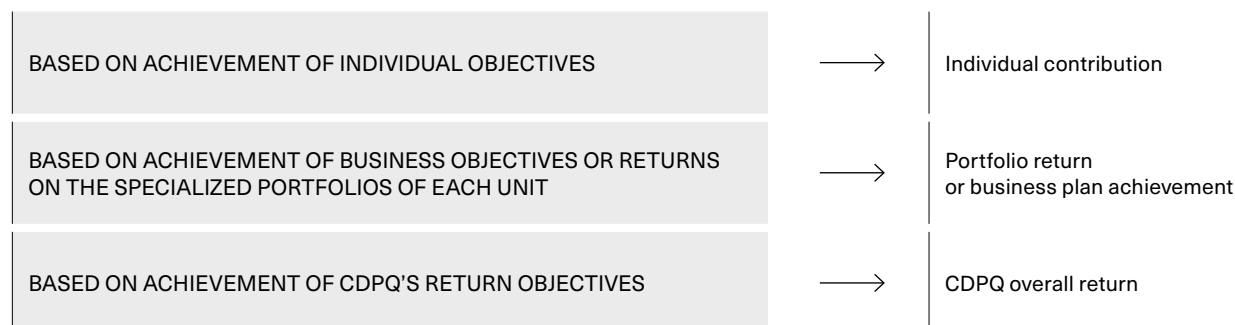 BASED ON ACHIEVEMENT OF INDIVIDUAL OBJECTIVES
Individual contribution
BASED ON ACHIEVEMENT OF BUSINESS OBJECTIVES OR RETURNS
ON THE SPECIALIZED PORTFOLIOS OF EACH UNIT
Portfolio return
or business plan achievement
BASED ON ACHIEVEMENT OF CDPQ’S RETURN OBJECTIVES
CDPQ overall return